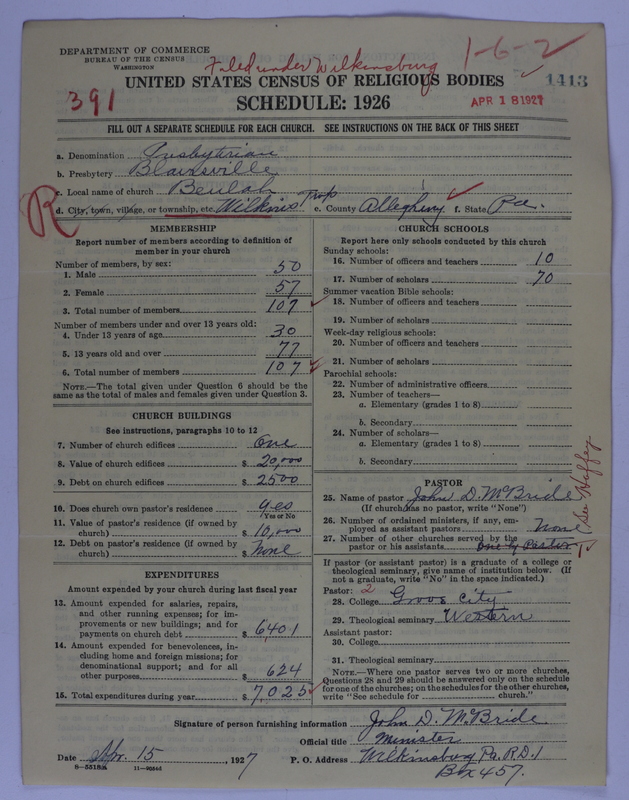 DEPARTMENT OF COMMERCE
BUREAU OF THE CENSUS
WASHINGTON
Filed under Wilkinsburg
1-6-2
UNITED STATES CENSUS OF RELIGIOUS BODIES
1413
391
SCHEDULE: 1926
APR 18 1927
FILL OUT A SEPARATE SCHEDULE FOR EACH CHURCH. SEE INSTRUCTIONS ON THE BACK OF THIS SHEET
a. Denomination Presbyterian
b. Presbytery Blairsville
c. Local name of church Beulah
R d. City, town, village, or township, etc. Wilkins Twp e. County Allegheny f. State Pa.
MEMBERSHIP
Report number of members according to definition of
member in your church
Number of members, by sex:
1. Male 50
2. Female 57
3. Total number of members 107
Number of members under and over 13 years old:
4. Under 13 years of age 30
5. 13 years old and over 77
6. Total number of members 107
NOTE.—The total given under Question 6 should be the
same as the total of males and females given under Question 3.
CHURCH BUILDINGS
See instructions, paragraphs 10 to 12
7. Number of church edifices One
8. Value of church edifices $ 20,000
9. Debt on church edifices $ 2500
10. Does church own pastor's residence yes
Yes or No
11. Value of pastor's residence (if owned by
church) $ 10,000
12. Debt on pastor's residence (if owned by
church) $ None
EXPENDITURES
Amount expended by your church during last fiscal year
13. Amount expended for salaries, repairs,
and other running expenses; for im-
provements or new buildings; and for
payments on church debt $ 6401
14. Amount expended for benevolences, in-
cluding home and foreign missions; for
denominational support; and for all
other purposes $ 624
15. Total expenditures during year $ 7,025
CHURCH SCHOOLS
Report here only schools conducted by this church
Sunday schools:
16. Number of officers and teachers 10
17. Number of scholars 70
Summer vacation Bible schools:
18. Number of officers and teachers
19. Number of scholars
Week-day religious schools:
20. Number of officers and teachers
21. Number of scholars
Parochial schools:
22. Number of administrative officers
23. Number of teachers—
a. Elementary (grades 1 to 8)
b. Secondary
24. Number of scholars—
a. Elementary (grades 1 to 8)
b. Secondary
PASTOR
25. Name of pastor John D. McBride
(If church has no pastor, write "None")
26. Number of ordained ministers, if any, em-
ployed as assistant pastors None
27. Number of other churches served by the
pastor or his assistants One by Pastor
If pastor (or assistant pastor) is a graduate of a college or
theological seminary, give name of institution below. (If
not a graduate, write "No" in the space indicated.)
Pastor: 2
28. College Grove City
29. Theological seminary Western
Assistant pastor:
30. College
31. Theological seminary
NOTE.—Where one pastor serves two or more churches,
Questions 28 and 29 should be answered only on the schedule
for one of the churches; on the schedules for the other churches,
write "See schedule for church."
Signature of person furnishing information John D. McBride
Official title Minister
Date Apr. 15, 1927 P. O. Address Wilkinsburg Pa. R.D.1
Box 457.
8-5518a 11-90545